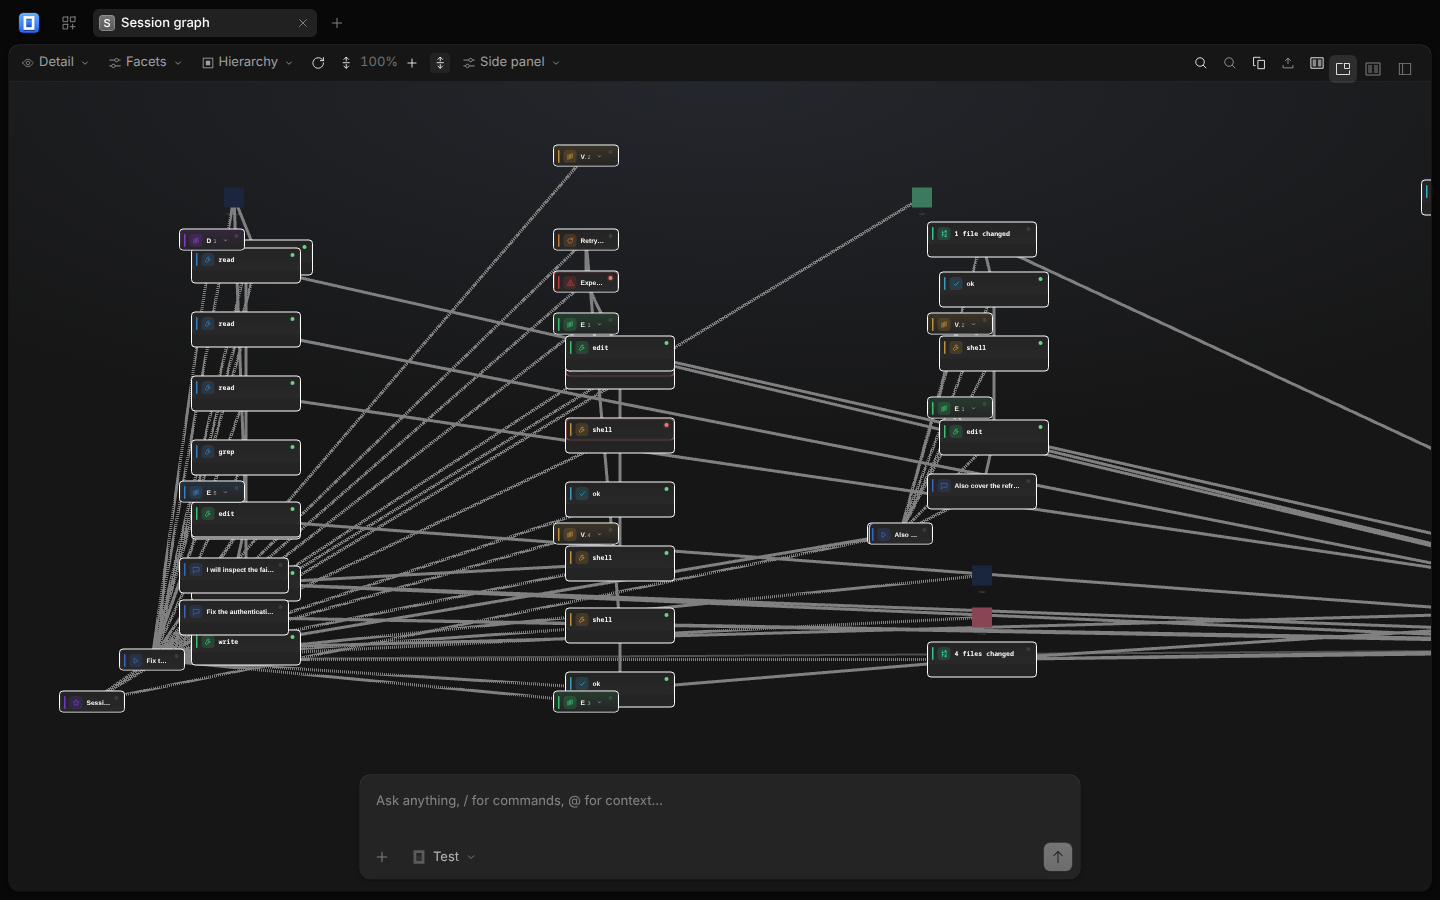 S Session graph
Detail
Facets
Hierarchy
100%
Side panel
V.
D
read
read
read
grep
E
edit
I will inspect the fai...
Fix the authenticati...
write
Fix t...
Sessi...
Retry...
Expe...
E
edit
shell
ok
V.
shell
shell
ok
E
1 file changed
ok
V.
shell
E
edit
Also cover the refr...
Also ...
4 files changed
Ask anything, / for commands, @ for context...
Test